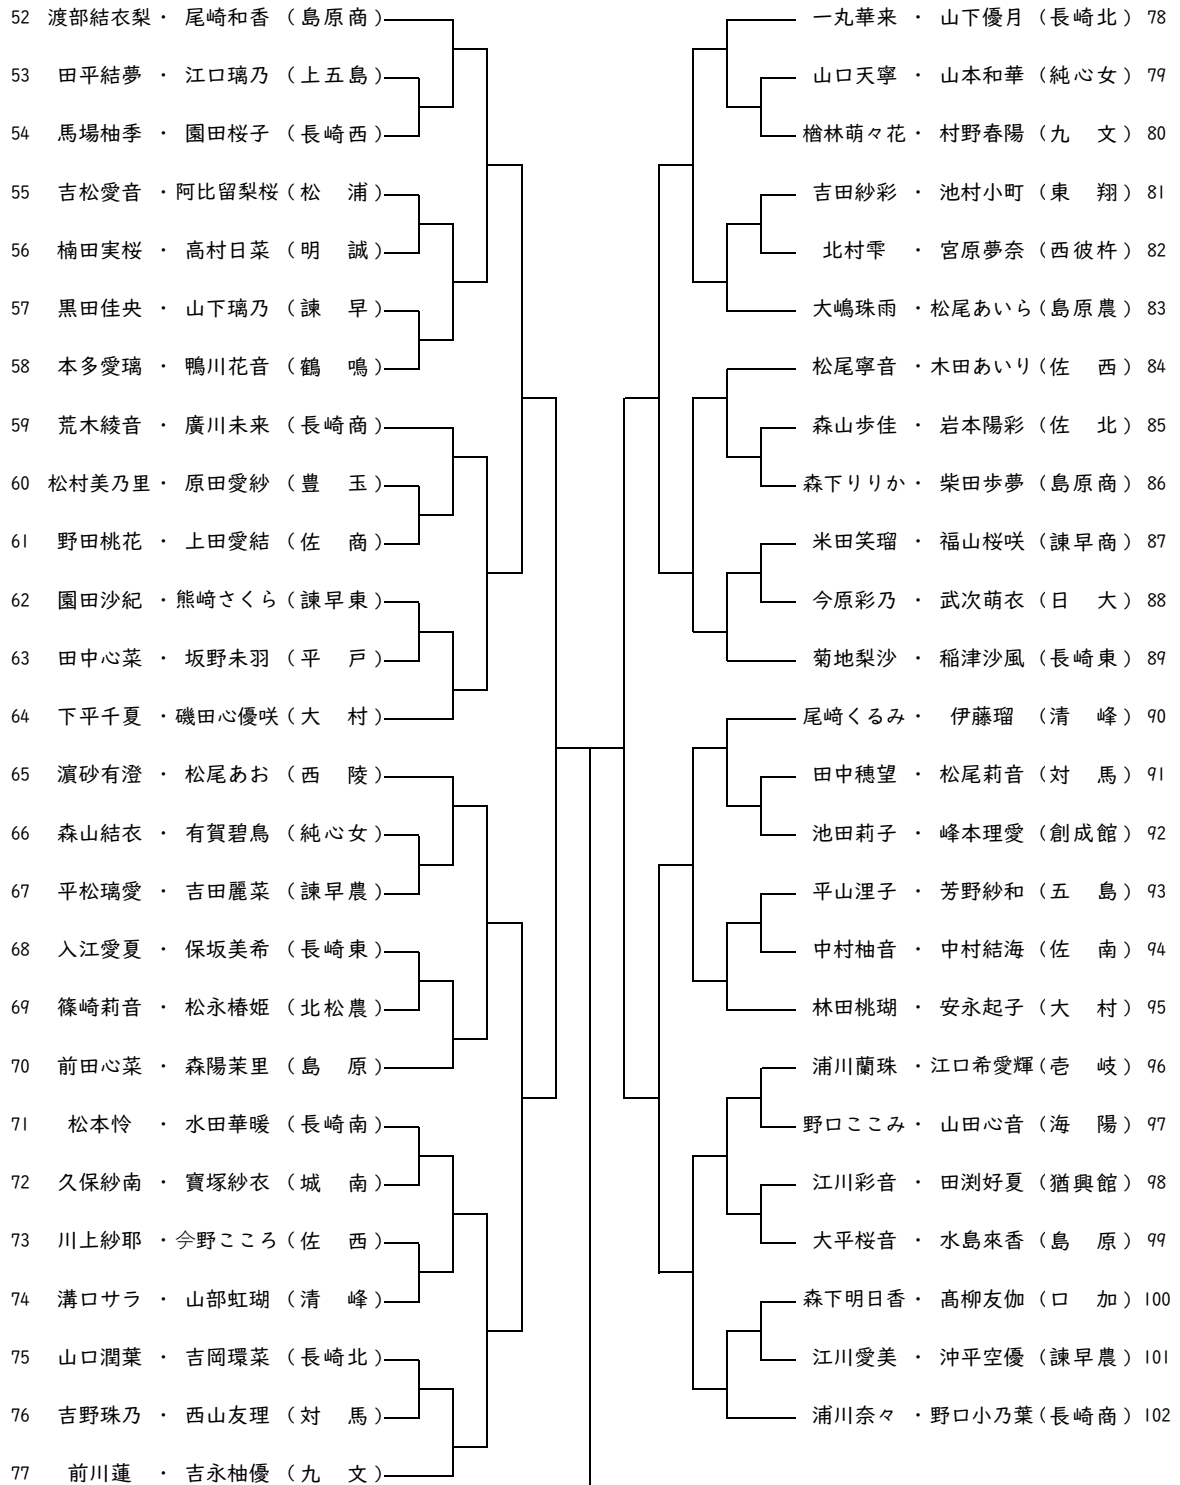 52 渡部結衣梨・ 尾崎和香 (島原商)
53 田平結夢 ・ 江口璃乃 (上五島)
54 馬場柚季 ・ 園田桜子 (長崎西)
55 吉松愛音 ・阿比留梨桜(松 浦)
56 楠田実桜 ・ 高村日菜 (明 誠)
57 黒田佳央 ・ 山下璃乃 (諫 早)
58 本多愛璃 ・ 鴨川花音 (鶴 鳴)
59 荒木綾音 ・ 廣川未来 (長崎商)
60 松村美乃里・ 原田愛紗 (豊 玉)
61 野田桃花 ・ 上田愛結 (佐 商)
62 園田沙紀 ・熊﨑さくら(諫早東)
63 田中心菜 ・ 坂野未羽 (平 戸)
64 下平千夏 ・磯田心優咲(大 村)
65 濵砂有澄 ・ 松尾あお (西 陵)
66 森山結衣 ・ 有賀碧鳥 (純心女)
67 平松璃愛 ・ 吉田麗菜 (諫早農)
68 入江愛夏 ・ 保坂美希 (長崎東)
69 篠崎莉音 ・ 松永椿姫 (北松農)
70 前田心菜 ・ 森陽茉里 (島 原)
71 松本怜 ・ 水田華暖 (長崎南)
72 久保紗南 ・ 寶塚紗衣 (城 南)
73 川上紗耶 ・今野こころ(佐 西)
74 溝口サラ ・ 山部虹瑚 (清 峰)
75 山口潤葉 ・ 吉岡環菜 (長崎北)
76 吉野珠乃 ・ 西山友理 (対 馬)
77 前川蓮 ・ 吉永柚優 (九 文)
一丸華来 ・ 山下優月 (長崎北) 78
山口天寧 ・ 山本和華 (純心女) 79
楢林萌々花・ 村野春陽 (九 文) 80
吉田紗彩 ・ 池村小町 (東 翔) 81
北村雫 ・ 宮原夢奈 (西彼杵) 82
大嶋珠雨 ・松尾あいら(島原農) 83
松尾寧音 ・木田あいり(佐 西) 84
森山歩佳 ・ 岩本陽彩 (佐 北) 85
森下りりか・ 柴田歩夢 (島原商) 86
米田笑瑠 ・ 福山桜咲 (諫早商) 87
今原彩乃 ・ 武次萌衣 (日 大) 88
菊地梨沙 ・ 稲津沙風 (長崎東) 89
尾﨑くるみ・ 伊藤瑠 (清 峰) 90
田中穂望 ・ 松尾莉音 (対 馬) 91
池田莉子 ・ 峰本理愛 (創成館) 92
平山浬子 ・ 芳野紗和 (五 島) 93
中村柚音 ・ 中村結海 (佐 南) 94
林田桃瑚 ・ 安永起子 (大 村) 95
浦川蘭珠 ・江口希愛輝(壱 岐) 96
野口ここみ・ 山田心音 (海 陽) 97
江川彩音 ・ 田渕好夏 (猶興館) 98
大平桜音 ・ 水島來香 (島 原) 99
森下明日香・ 髙柳友伽 (口 加) 100
江川愛美 ・ 沖平空優 (諫早農) 101
浦川奈々 ・野口小乃葉(長崎商) 102